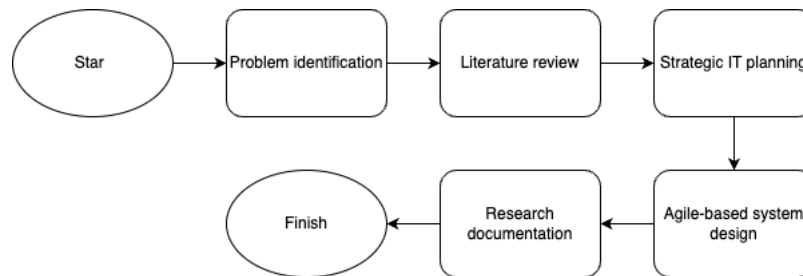 Star
Problem identification
Literature review
Strategic IT planning
Agile-based system
design
Research
documentation
Finish